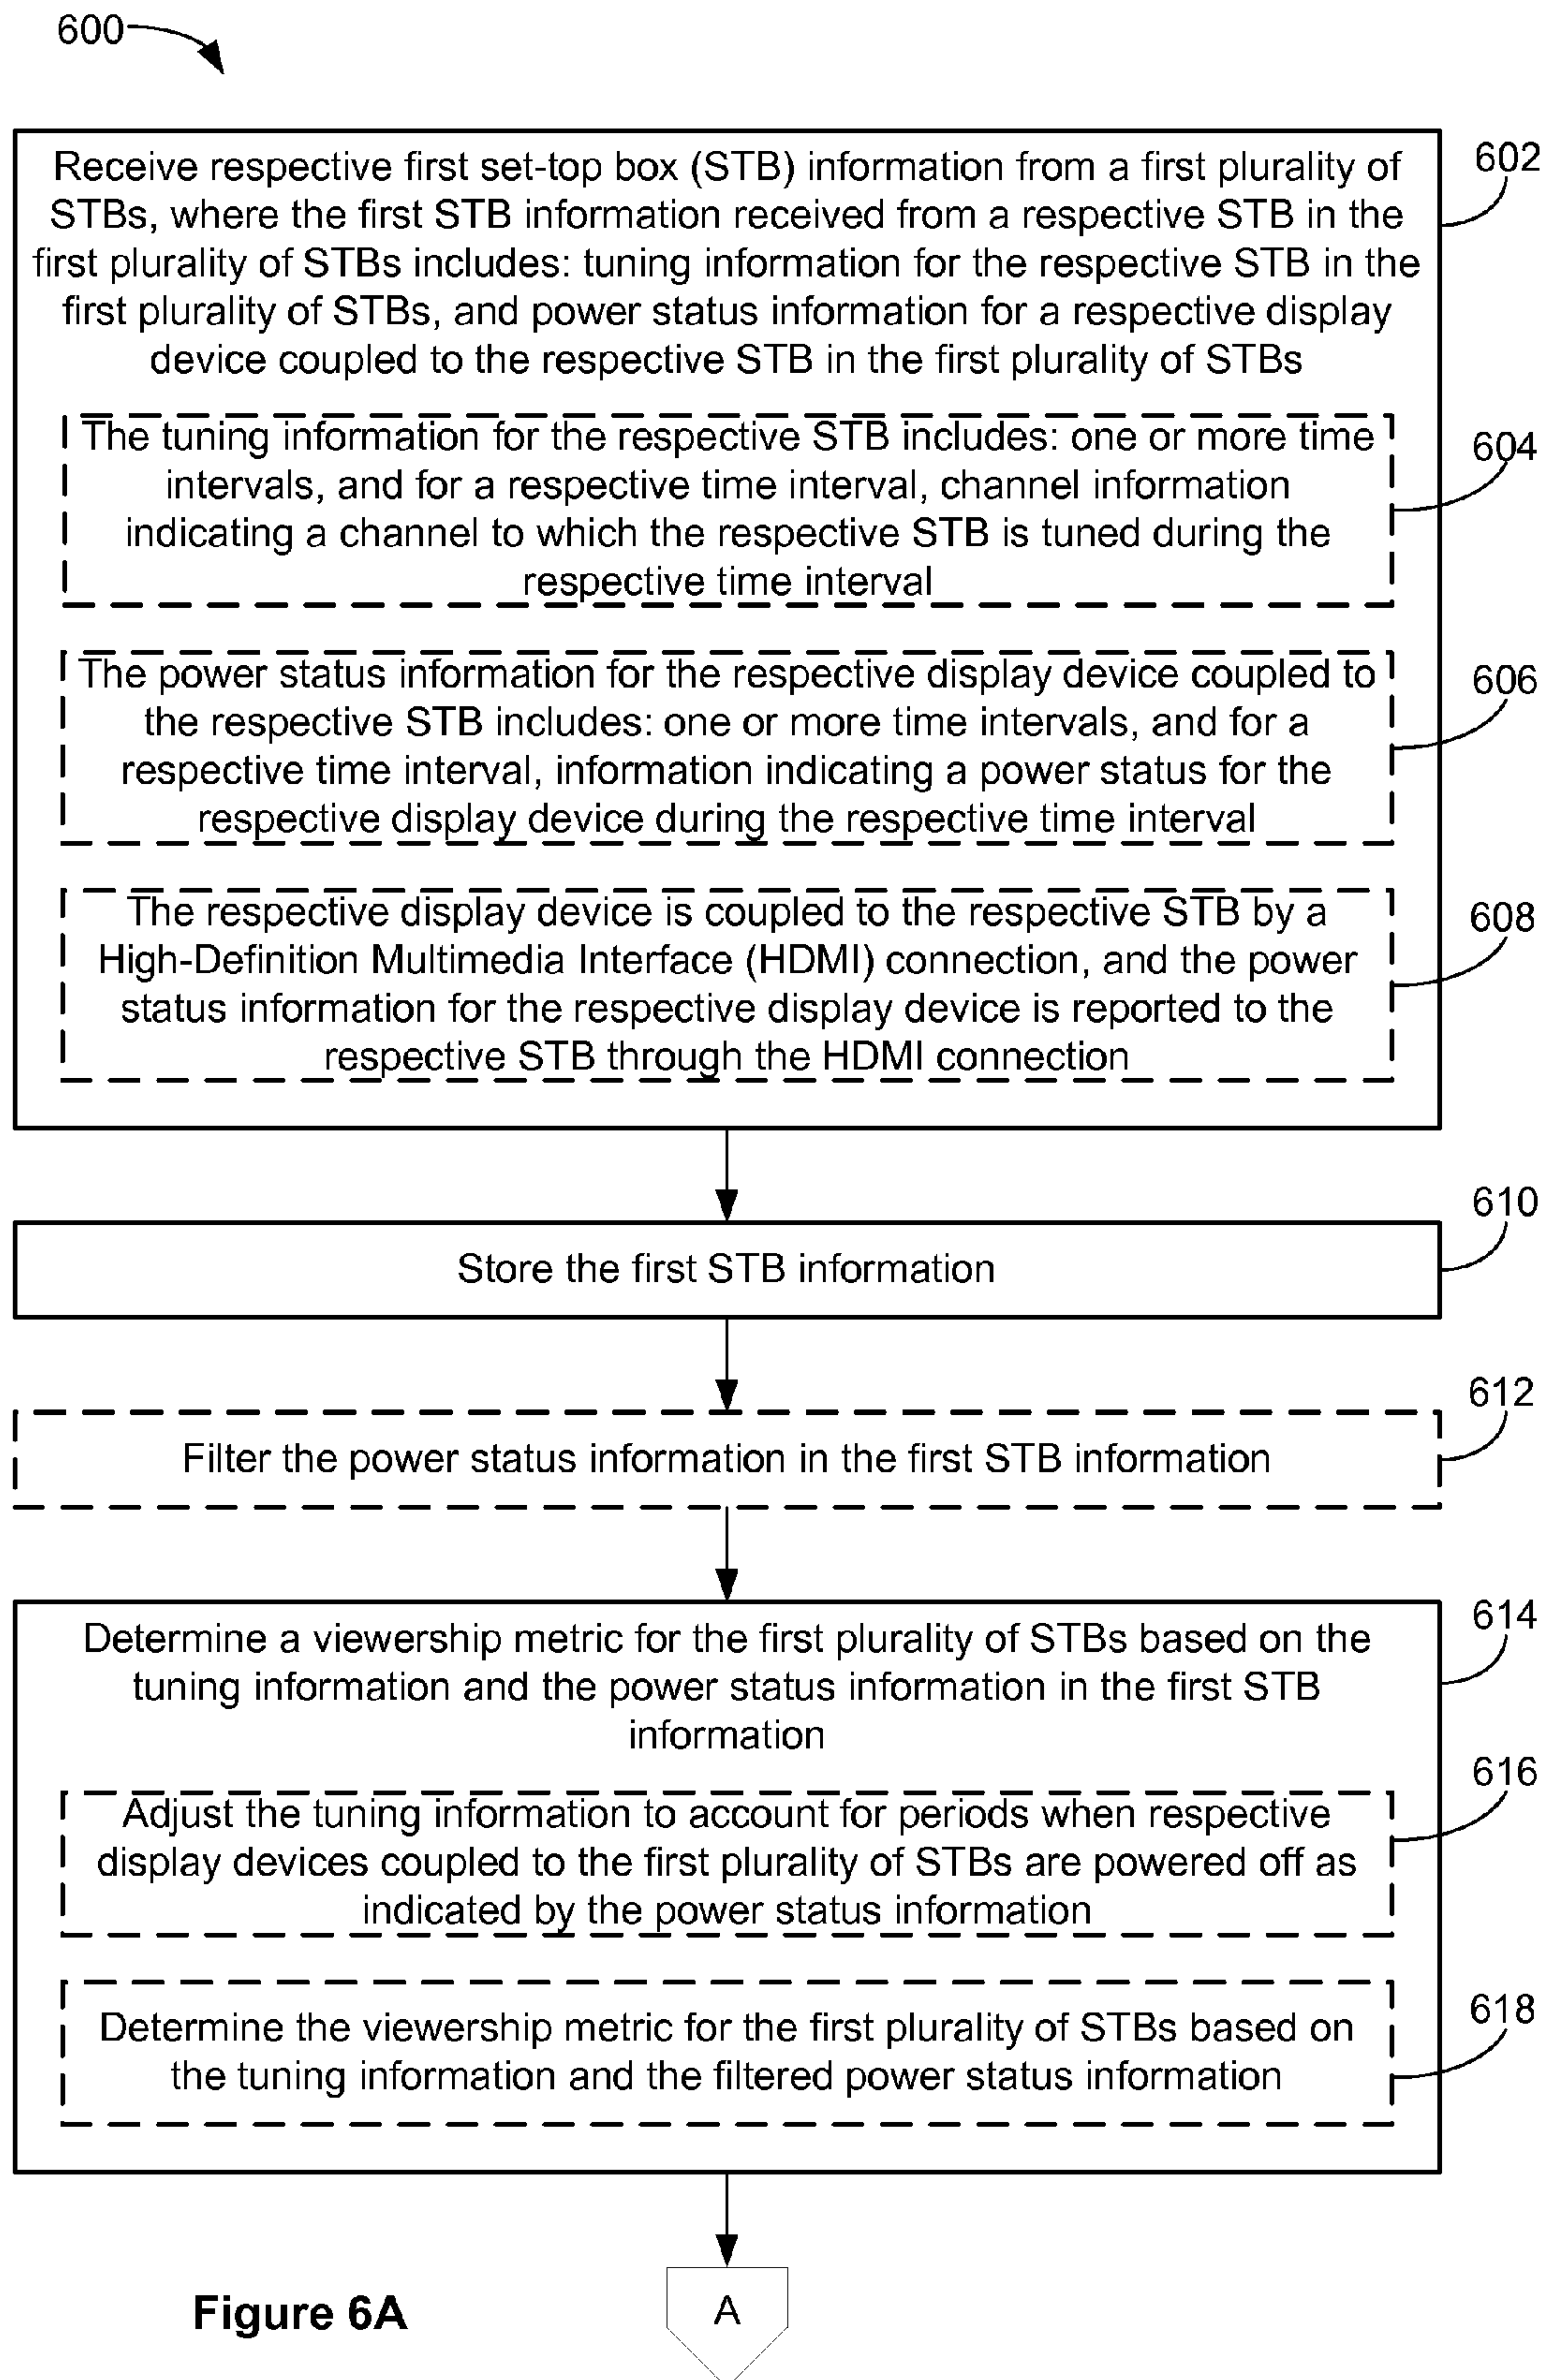 600
Receive respective first set-top box (STB) information from a first plurality of
STBs, where the first STB information received from a respective STB in the
first plurality of STBs includes: tuning information for the respective STB in the
first plurality of STBs, and power status information for a respective display
device coupled to the respective STB in the first plurality of STBs
602
The tuning information for the respective STB includes: one or more time
intervals, and for a respective time interval, channel information
indicating a channel to which the respective STB is tuned during the
respective time interval
604
The power status information for the respective display device coupled to
the respective STB includes: one or more time intervals, and for a
respective time interval, information indicating a power status for the
respective display device during the respective time interval
606
The respective display device is coupled to the respective STB by a
High-Definition Multimedia Interface (HDMI) connection, and the power
status information for the respective display device is reported to the
respective STB through the HDMI connection
608
Store the first STB information
610
Filter the power status information in the first STB information
612
Determine a viewership metric for the first plurality of STBs based on the
tuning information and the power status information in the first STB
information
614
Adjust the tuning information to account for periods when respective
display devices coupled to the first plurality of STBs are powered off as
indicated by the power status information
616
Determine the viewership metric for the first plurality of STBs based on
the tuning information and the filtered power status information
618
A
Figure 6A